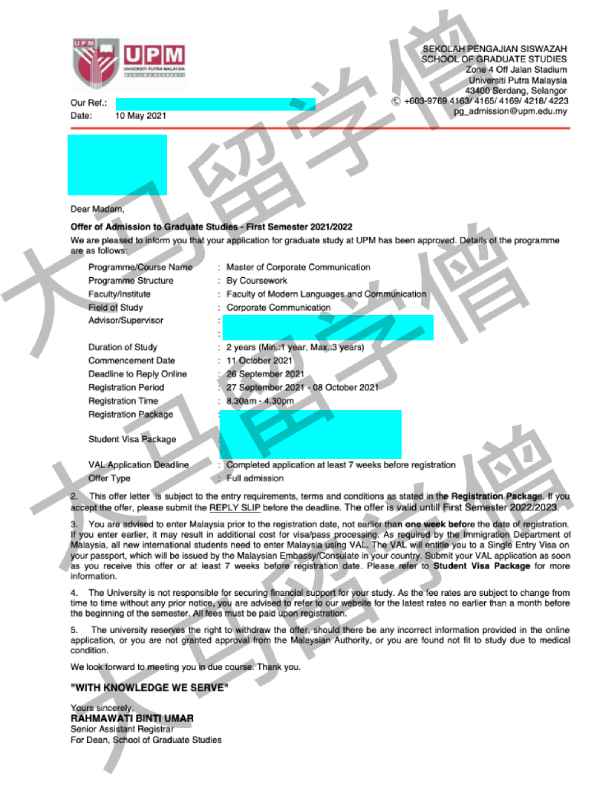 UPM
UPM
UNIVERSITI PUTRA MALAYSIA
SEKOLAH PENGAJIAN SISWAZAH
SCHOOL OF GRADUATE STUDIES
Zone 4 Off Jalan Stadium
Universiti Putra Malaysia
43400 Serdang, Selangor
+603-9769 4163/ 4165/ 4169/ 4218/ 4223
pg_admission@upm.edu.my
Our Ref.:
Date: 10 May 2021
Dear Madam,
Offer of Admission to Graduate Studies - First Semester 2021/2022
We are pleased to inform you that your application for graduate study at UPM has been approved. Details of the programme
are as follows:
Programme/Course Name : Master of Corporate Communication
Programme Structure : By Coursework
Faculty/Institute : Faculty of Modern Languages and Communication
Field of Study : Corporate Communication
Advisor/Supervisor :
:
Duration of Study : 2 years (Min.:1 year, Max.:3 years)
Commencement Date : 11 October 2021
Deadline to Reply Online : 26 September 2021
Registration Period : 27 September 2021 - 08 October 2021
Registration Time : 8.30am - 4.30pm
Registration Package :
Student Visa Package :
VAL Application Deadline : Completed application at least 7 weeks before registration
Offer Type : Full admission
2. This offer letter is subject to the entry requirements, terms and conditions as stated in the Registration Package. If you
accept the offer, please submit the REPLY SLIP before the deadline. The offer is valid untill First Semester 2022/2023.
3. You are advised to enter Malaysia prior to the registration date, not earlier than one week before the date of registration.
If you enter earlier, it may result in additional cost for visa/pass processing. As required by the Immigration Department of
Malaysia, all new international students need to enter Malaysia using VAL. The VAL will entitle you to a Single Entry Visa on
your passport, which will be issued by the Malaysian Embassy/Consulate in your country. Submit your VAL application as soon
as you receive this offer or at least 7 weeks before registration date. Please refer to Student Visa Package for more
information.
4. The University is not responsible for securing financial support for your study. As the fee rates are subject to change from
time to time without any prior notice, you are advised to refer to our website for the latest rates no earlier than a month before
the beginning of the semester. All fees must be paid upon registration.
5. The university reserves the right to withdraw the offer, should there be any incorrect information provided in the online
application, or you are not granted approval from the Malaysian Authority, or you are found not fit to study due to medical
condition.
We look forward to meeting you in due course. Thank you.
"WITH KNOWLEDGE WE SERVE"
Yours sincerely,
RAHMAWATI BINTI UMAR
Senior Assistant Registrar
For Dean, School of Graduate Studies
大马留学僧
大马留学僧
大马留学僧